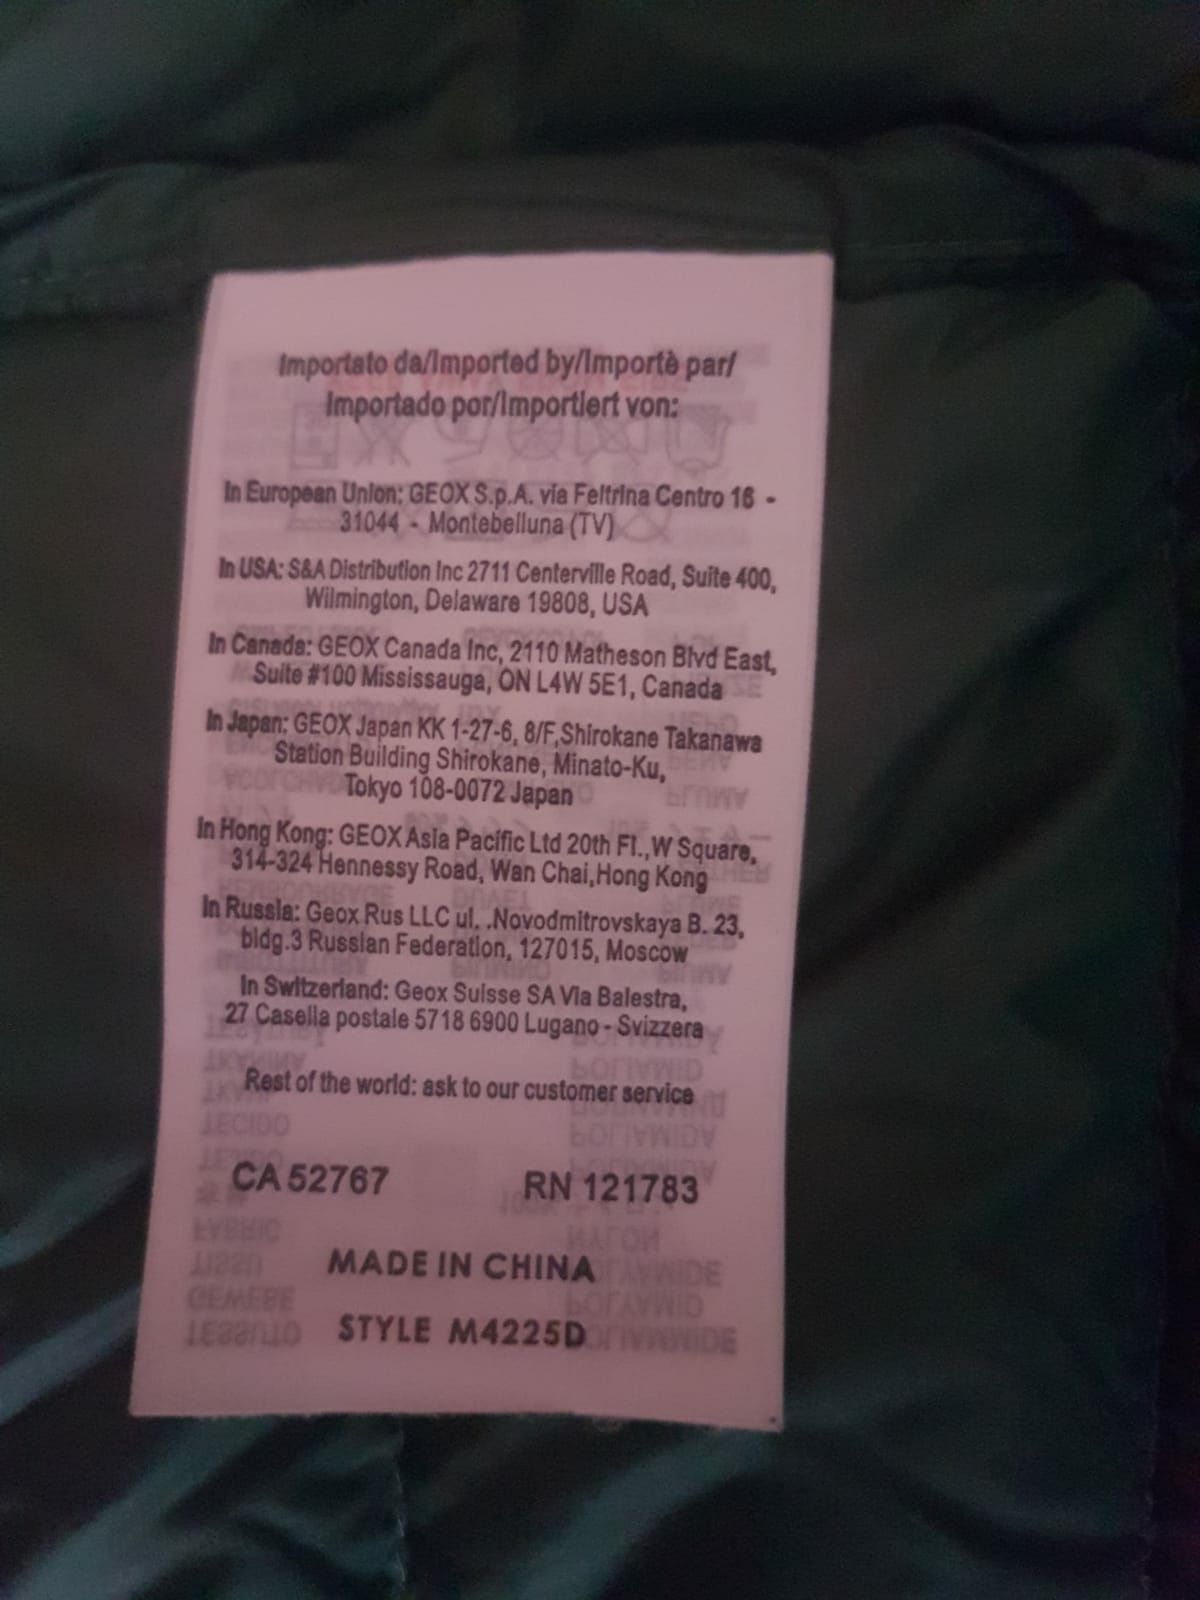 Importato da/Imported by/Importè par/
Importado por/Importiert von:
In European Union: GEOX S.p.A. via Feltrina Centro 16 -
31044 - Montebelluna (TV)
In USA: S&A Distribution Inc 2711 Centerville Road, Suite 400,
Wilmington, Delaware 19808, USA
In Canada: GEOX Canada Inc, 2110 Matheson Blvd East,
Suite #100 Mississauga, ON L4W 5E1, Canada
In Japan: GEOX Japan KK 1-27-6, 8/F,Shirokane Takanawa
Station Building Shirokane, Minato-Ku,
Tokyo 108-0072 Japan
In Hong Kong: GEOX Asia Pacific Ltd 20th Fl.,W Square,
314-324 Hennessy Road, Wan Chai,Hong Kong
In Russia: Geox Rus LLC ul. .Novodmitrovskaya B. 23,
bldg.3 Russian Federation, 127015, Moscow
In Switzerland: Geox Suisse SA Via Balestra,
27 Casella postale 5718 6900 Lugano - Svizzera
Rest of the world: ask to our customer service
CA 52767 RN 121783
MADE IN CHINA
STYLE M4225D